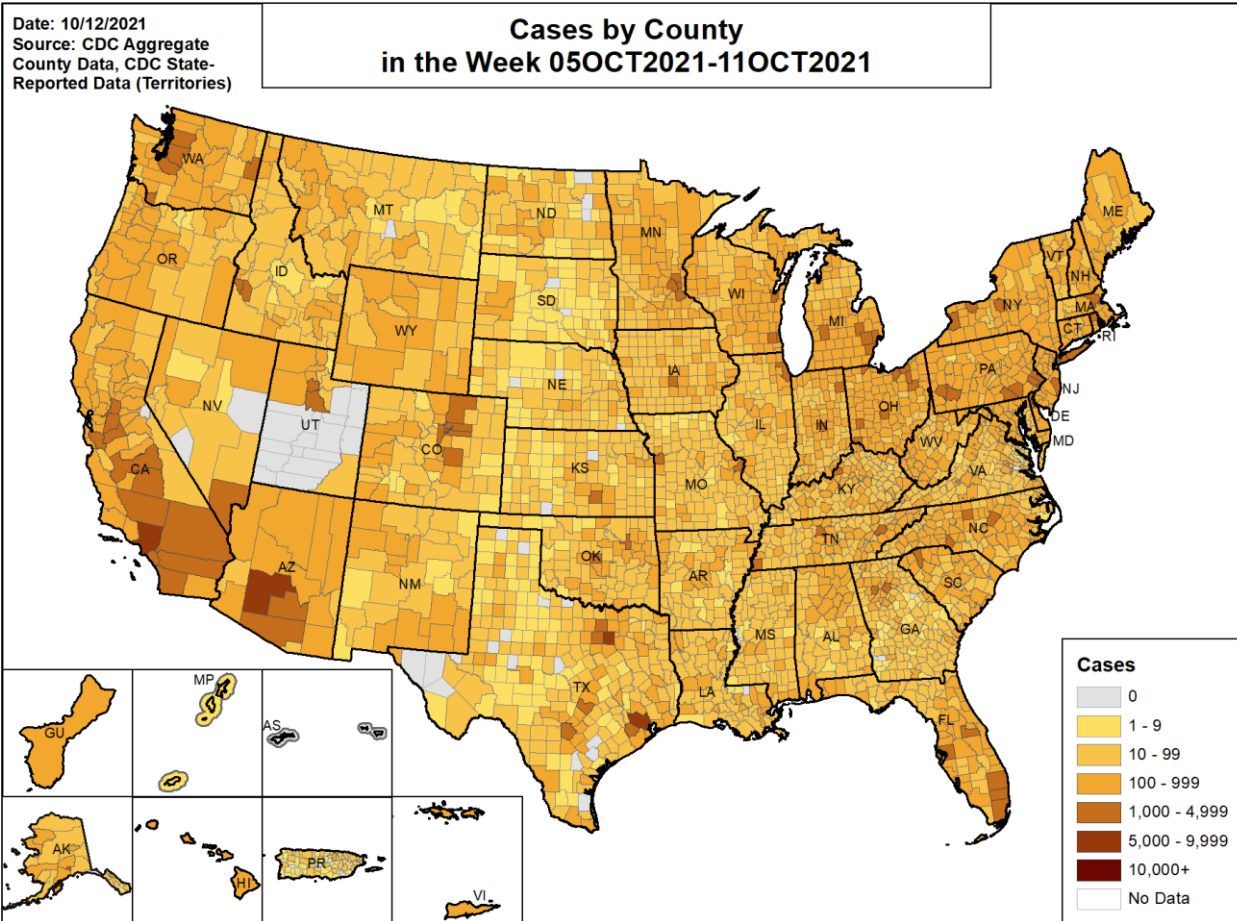 Date: 10/12/2021
Source: CDC Aggregate
County Data, CDC State-
Reported Data (Territories)
Cases by County
in the Week 05OCT2021-11OCT2021
WA
MT
ND
MN
ME
OR
ID
SD
WI
MI
VT
NH
NY
MA
CT
RI
WY
IA
PA
NJ
NE
NV
UT
OH
DE
MD
IL
IN
CA
CO
WV
KS
MO
VA
KY
NC
TN
AZ
NM
OK
AR
SC
MS
AL
GA
TX
LA
FL
GU
MP
AS
AK
HI
PR
VI
Cases
0
1 - 9
10 - 99
100 - 999
1,000 - 4,999
5,000 - 9,999
10,000+
No Data